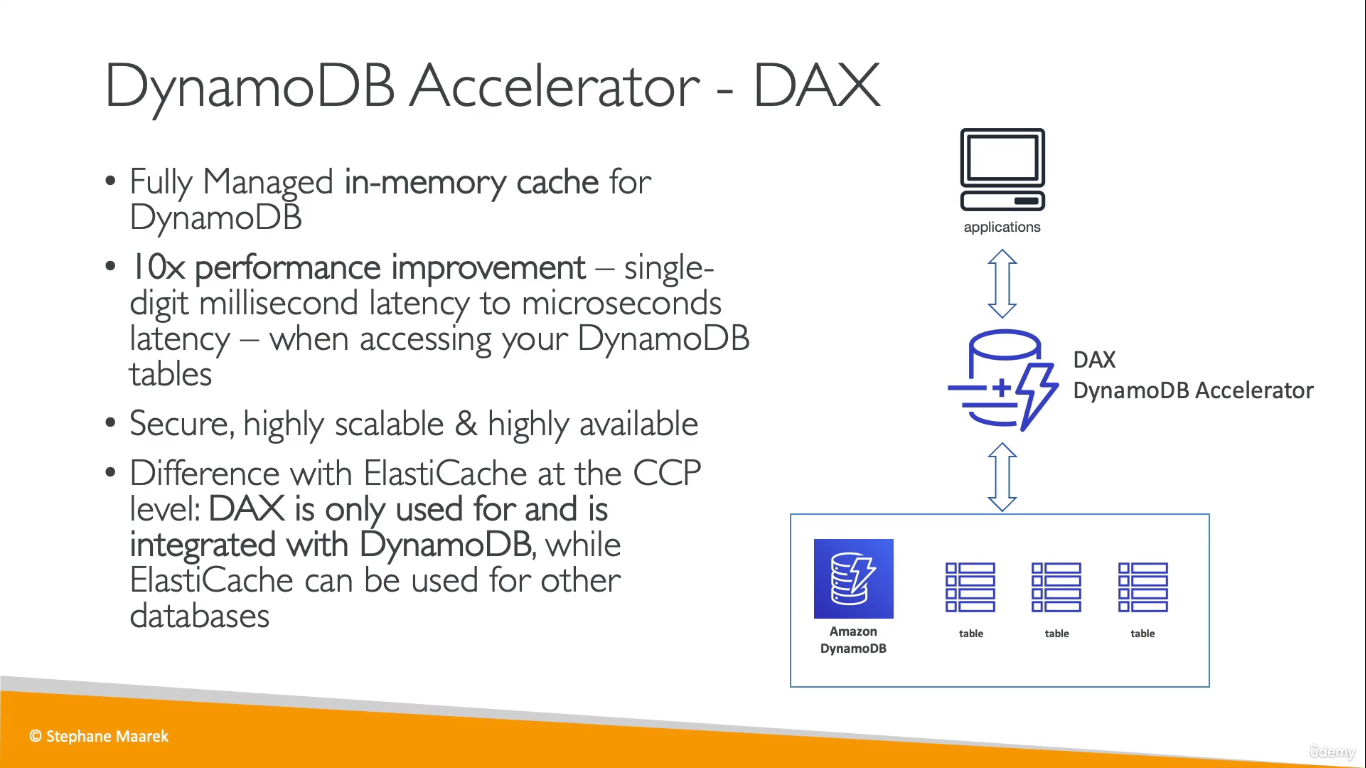 DynamoDB Accelerator - DAX
• Fully Managed in-memory cache for
DynamoDB
• 10x performance improvement – single-
digit millisecond latency to microseconds
latency – when accessing your DynamoDB
tables
• Secure, highly scalable & highly available
• Difference with ElastiCache at the CCP
level: DAX is only used for and is
integrated with DynamoDB, while
ElastiCache can be used for other
databases
applications
DAX
DynamoDB Accelerator
Amazon
DynamoDB
table
table
table
© Stephane Maarek
ûdemy